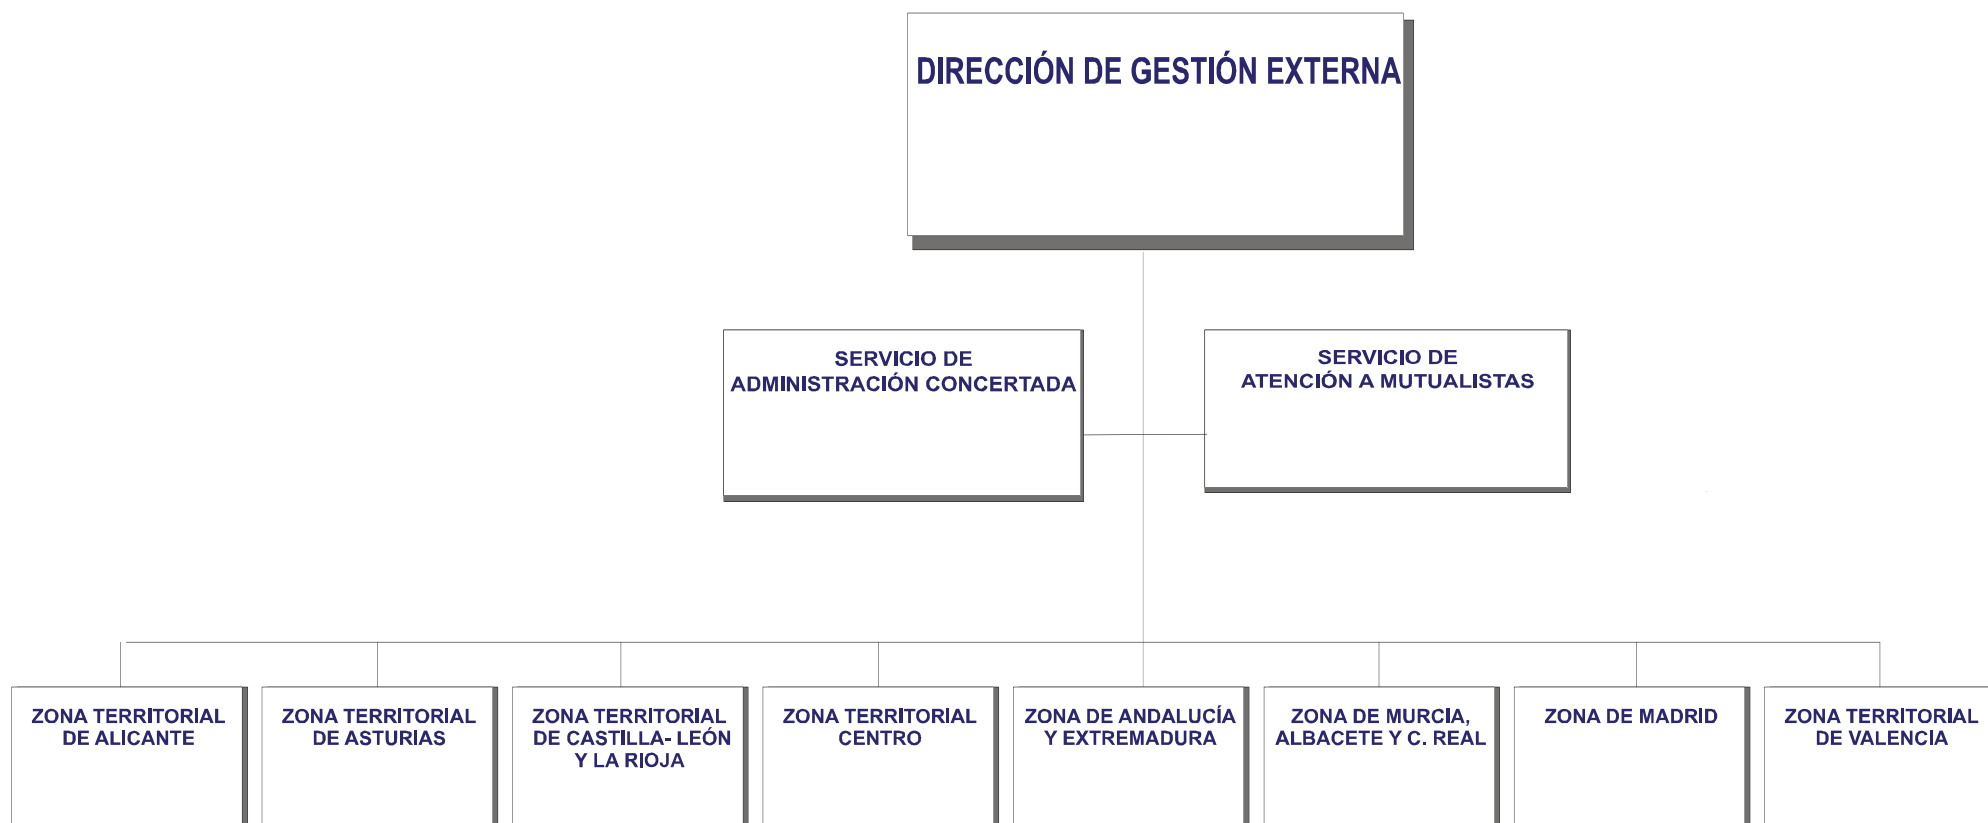 DIRECCIÓN DE GESTIÓN EXTERNA
SERVICIO DE
ADMINISTRACIÓN CONCERTADA
SERVICIO DE
ATENCIÓN A MUTUALISTAS
ZONA TERRITORIAL
DE ALICANTE
ZONA TERRITORIAL
DE ASTURIAS
ZONA TERRITORIAL
DE CASTILLA- LEÓN
Y LA RIOJA
ZONA TERRITORIAL
CENTRO
ZONA DE ANDALUCÍA
Y EXTREMADURA
ZONA DE MURCIA,
ALBACETE Y C. REAL
ZONA DE MADRID
ZONA TERRITORIAL
DE VALENCIA